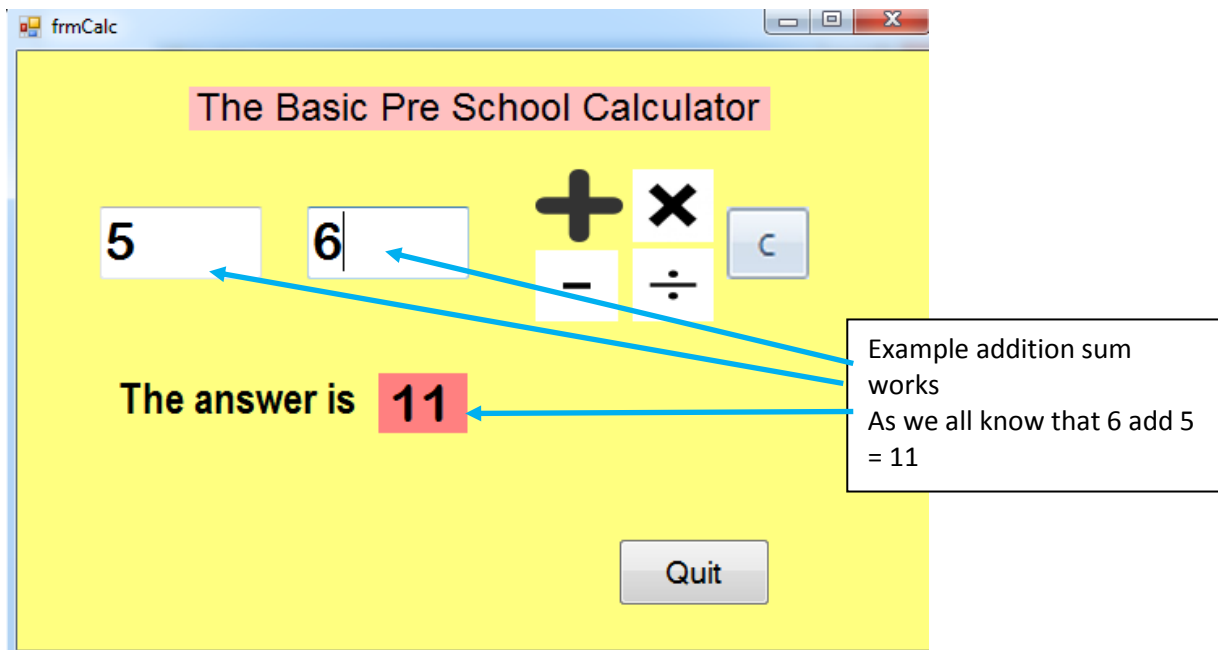 frmCalc
The Basic Pre School Calculator
5
6
+
×
C
-
÷
Example addition sum
works
As we all know that 6 add 5
= 11
The answer is
11
Quit